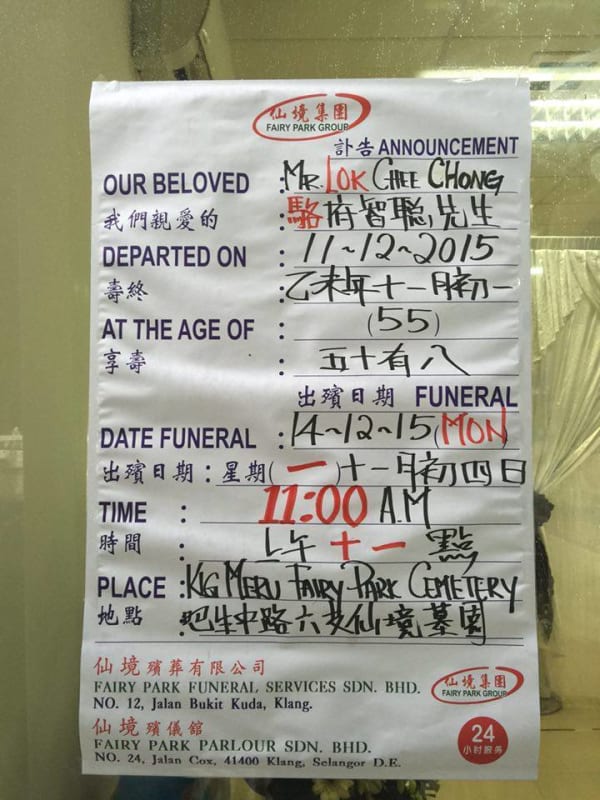 仙境集團
FAIRY PARK GROUP
訃告 ANNOUNCEMENT
OUR BELOVED : MR. LOK CHEE CHONG
我們親愛的 : 駱府智聰先生
DEPARTED ON : 11~12~2015
壽終 : 乙未年十一月初一
AT THE AGE OF : (55)
享壽 : 五十有八
出殯日期 FUNERAL
DATE FUNERAL : 14~12~15 (MON)
出殯日期 : 星期(一)十一月初四日
TIME : 11:00 A.M
時間 : 上午十一點
PLACE : KLG MERU FAIRY PARK CEMETERY
地點 : 吧生中路六支仙境墓園
仙境殯葬有限公司
FAIRY PARK FUNERAL SERVICES SDN. BHD.
NO. 12, Jalan Bukit Kuda, Klang.
仙境集團
FAIRY PARK GROUP
仙境殯儀館
FAIRY PARK PARLOUR SDN. BHD.
NO. 24, Jalan Cox, 41400 Klang, Selangor D.E.
24
小时服务